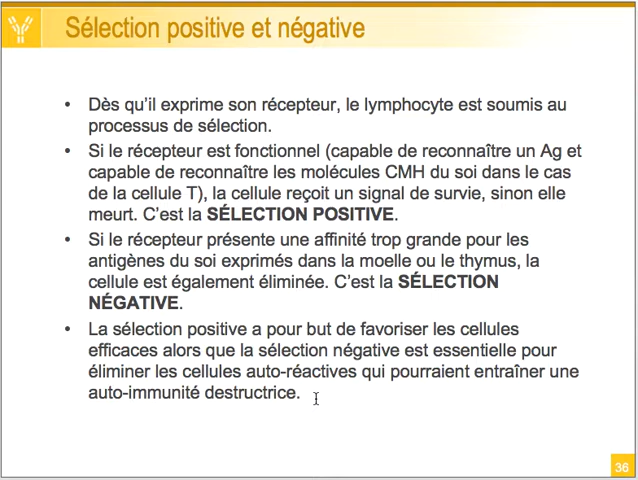 Sélection positive et négative
• Dès qu'il exprime son récepteur, le lymphocyte est soumis au
processus de sélection.
• Si le récepteur est fonctionnel (capable de reconnaître un Ag et
capable de reconnaître les molécules CMH du soi dans le cas
de la cellule T), la cellule reçoit un signal de survie, sinon elle
meurt. C'est la SÉLECTION POSITIVE.
• Si le récepteur présente une affinité trop grande pour les
antigènes du soi exprimés dans la moelle ou le thymus, la
cellule est également éliminée. C'est la SÉLECTION
NÉGATIVE.
• La sélection positive a pour but de favoriser les cellules
efficaces alors que la sélection négative est essentielle pour
éliminer les cellules auto-réactives qui pourraient entraîner une
auto-immunité destructrice.
36